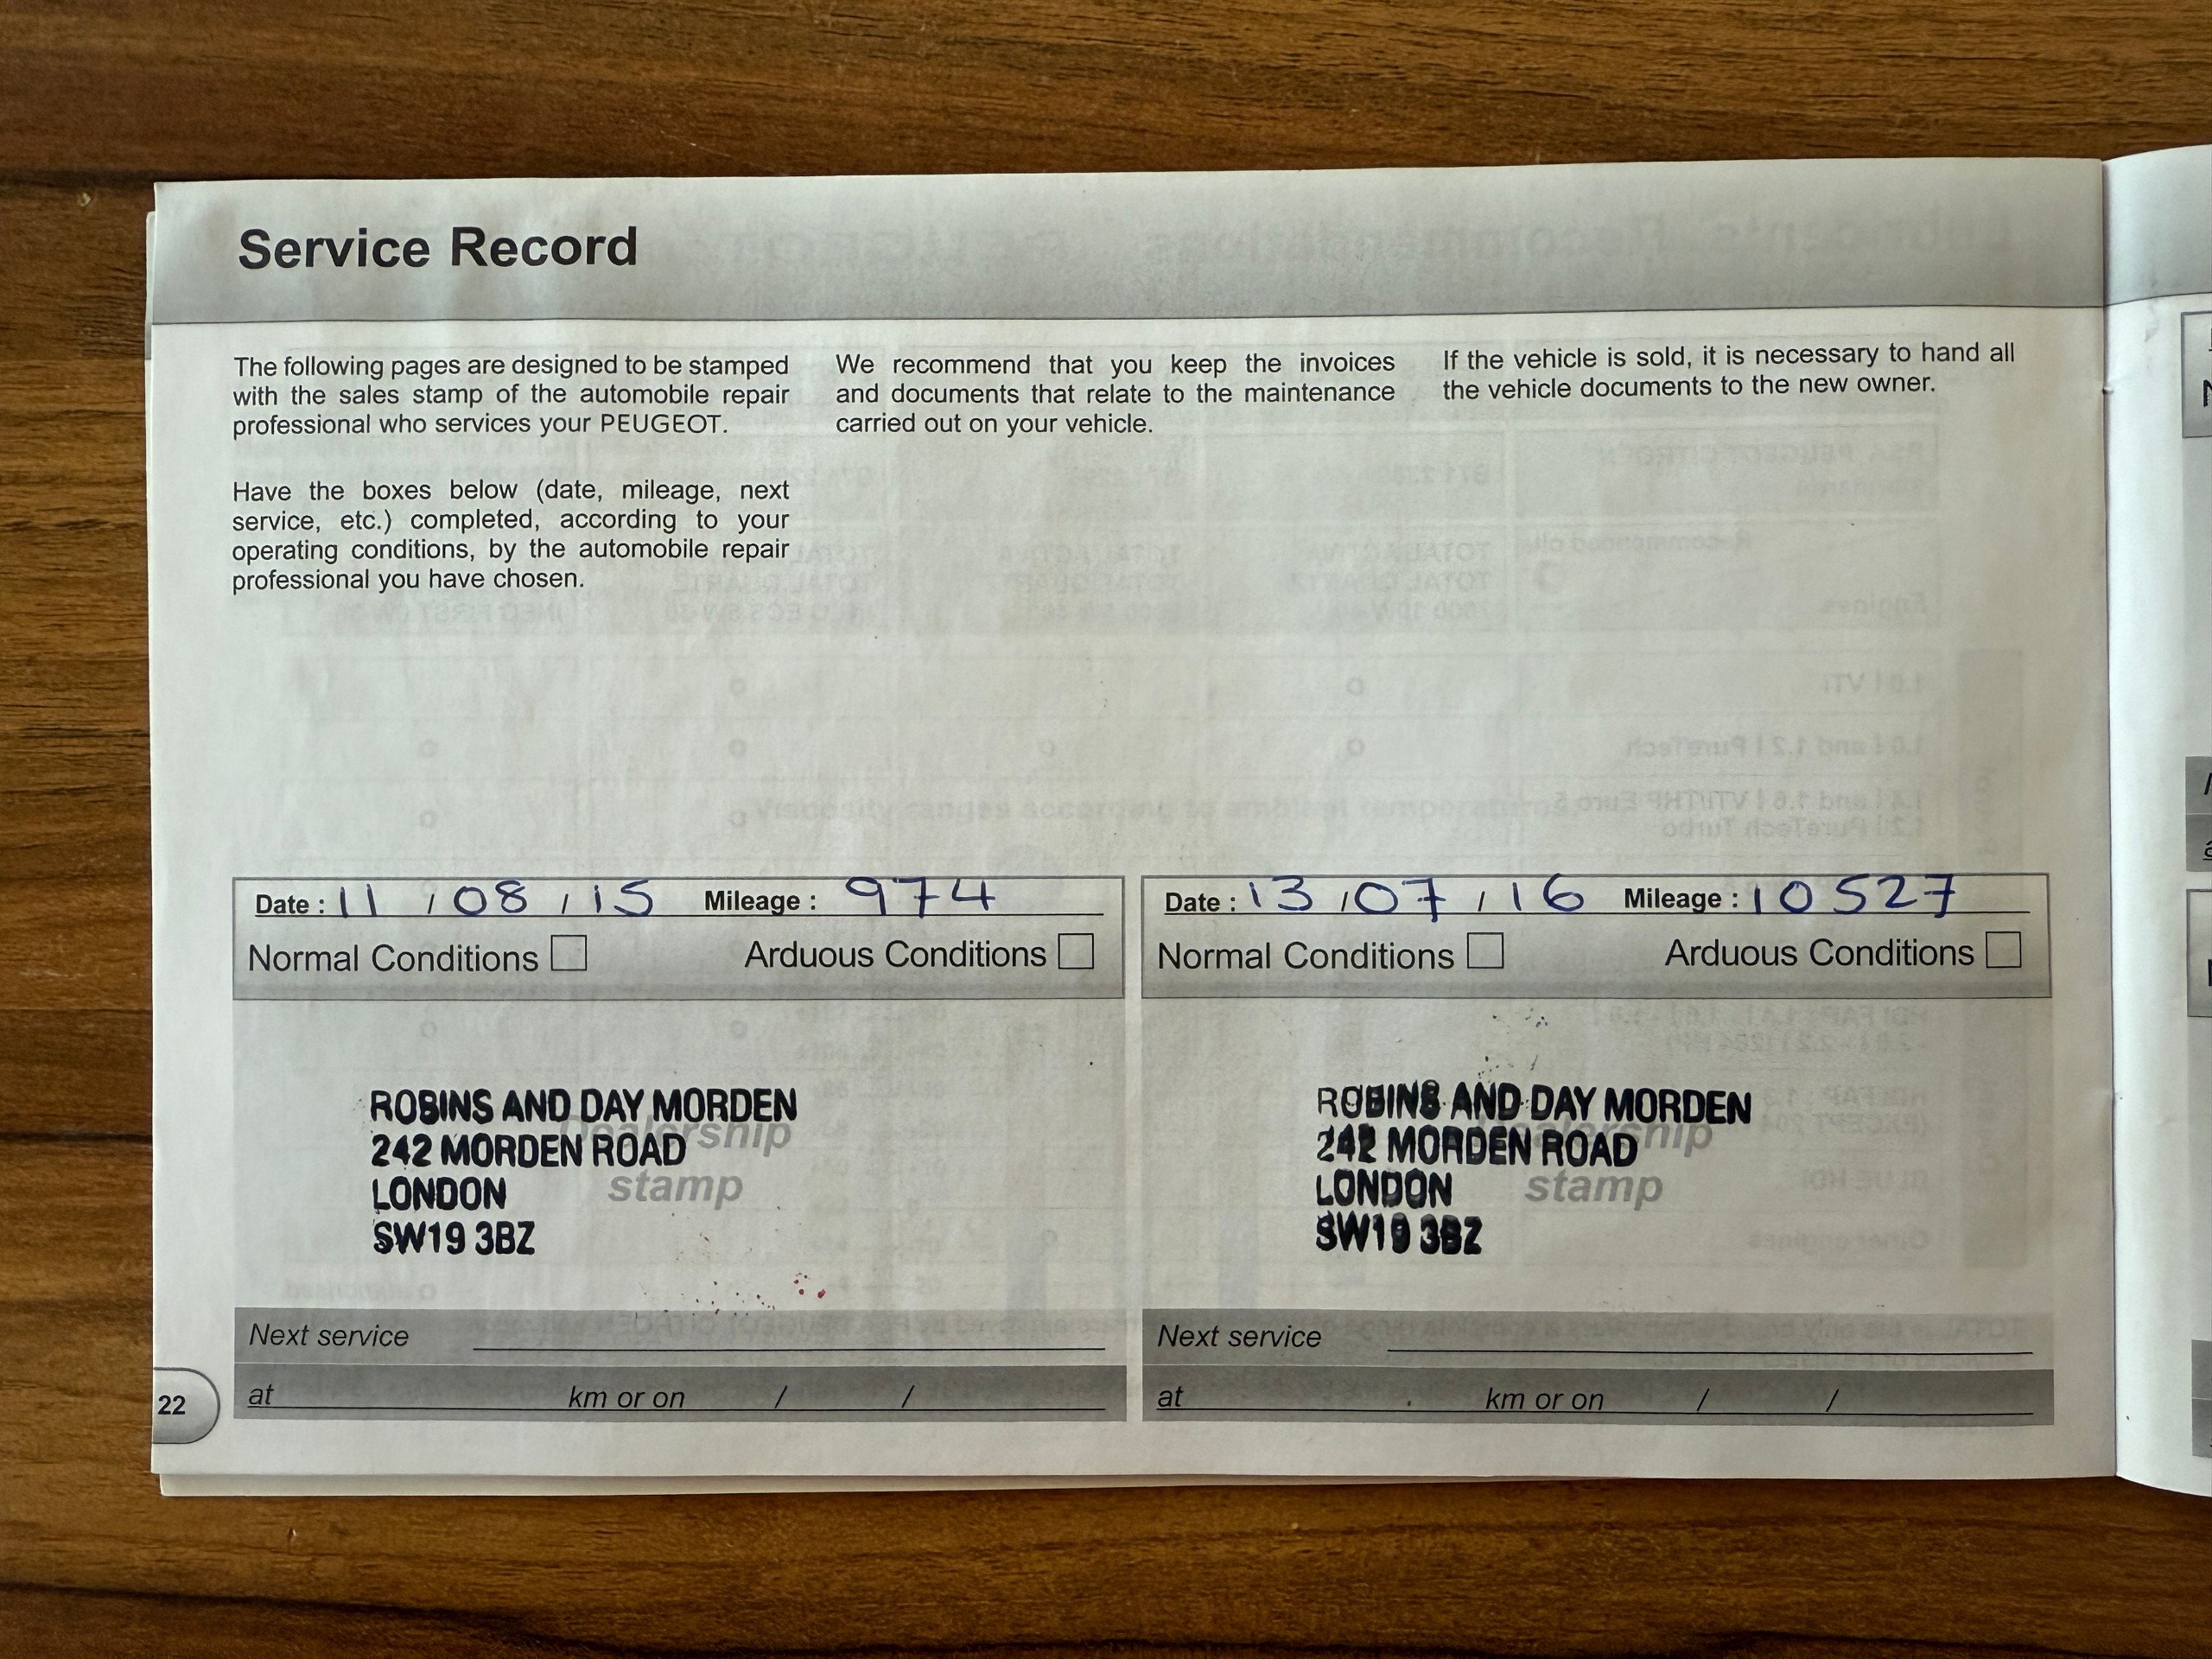 Service Record
The following pages are designed to be stamped
with the sales stamp of the automobile repair
professional who services your PEUGEOT.
Have the boxes below (date, mileage, next
service, etc.) completed, according to your
operating conditions, by the automobile repair
professional you have chosen.
We recommend that you keep the invoices
and documents that relate to the maintenance
carried out on your vehicle.
If the vehicle is sold, it is necessary to hand all
the vehicle documents to the new owner.
Date : 11 / 08 / 15 Mileage : 974
Normal Conditions Arduous Conditions
Dealership
stamp
ROBINS AND DAY MORDEN
242 MORDEN ROAD
LONDON
SW19 3BZ
Next service
at km or on / /
Date : 13 / 07 / 16 Mileage : 10527
Normal Conditions Arduous Conditions
Dealership
stamp
ROBINS AND DAY MORDEN
242 MORDEN ROAD
LONDON
SW19 3BZ
Next service
at km or on / /
22